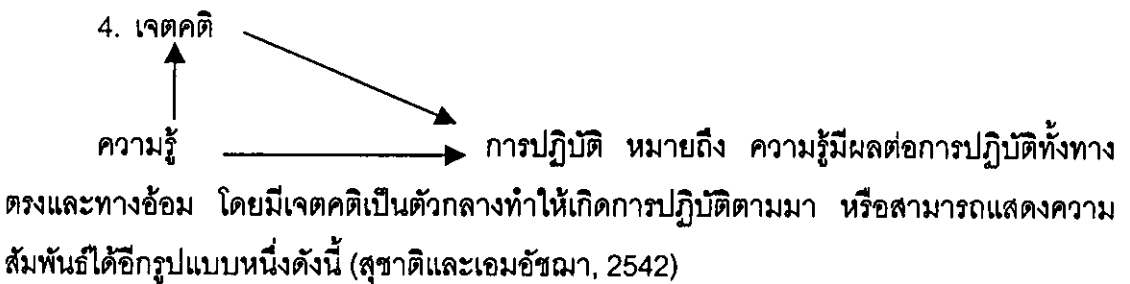 4. เจตคติ
ความรู้ การปฏิบัติ หมายถึง ความรู้มีผลต่อการปฏิบัติทั้งทาง
ตรงและทางอ้อม โดยมีเจตคติเป็นตัวกลางทำให้เกิดการปฏิบัติตามมา หรือสามารถแสดงความ
สัมพันธ์ได้อีกรูปแบบหนึ่งดังนี้ (สุชาติและเอมอัชฌา, 2542)